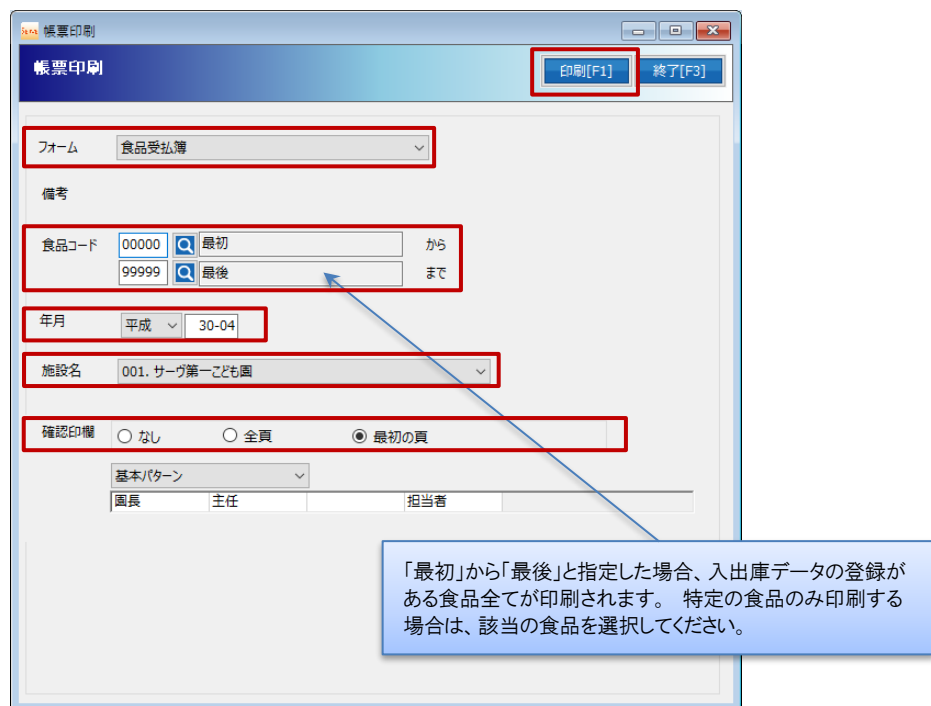 帳票印刷
帳票印刷 印刷[F1] 終了[F3]
フォーム 食品受払簿
備考
食品コード 00000 最初 から
99999 最後 まで
年月 平成 30-04
施設名 001. サーヴ第一こども園
確認印欄 なし 全頁 最初の頁
基本パターン
園長 主任 担当者
「最初」から「最後」と指定した場合、入出庫データの登録が
ある食品全てが印刷されます。 特定の食品のみ印刷する
場合は、該当の食品を選択してください。